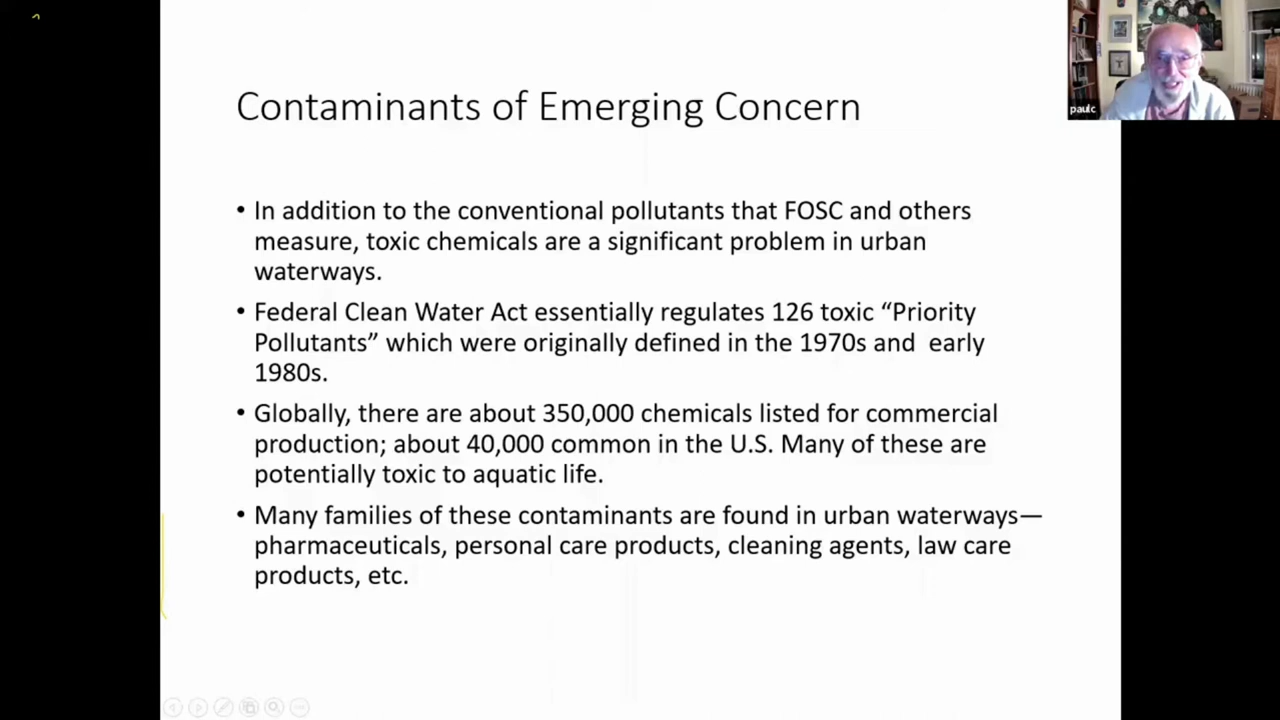 Contaminants of Emerging Concern
• In addition to the conventional pollutants that FOSC and others
measure, toxic chemicals are a significant problem in urban
waterways.
• Federal Clean Water Act essentially regulates 126 toxic “Priority
Pollutants” which were originally defined in the 1970s and  early
1980s.
• Globally, there are about 350,000 chemicals listed for commercial
production; about 40,000 common in the U.S. Many of these are
potentially toxic to aquatic life.
• Many families of these contaminants are found in urban waterways—
pharmaceuticals, personal care products, cleaning agents, law care
products, etc.
paulc